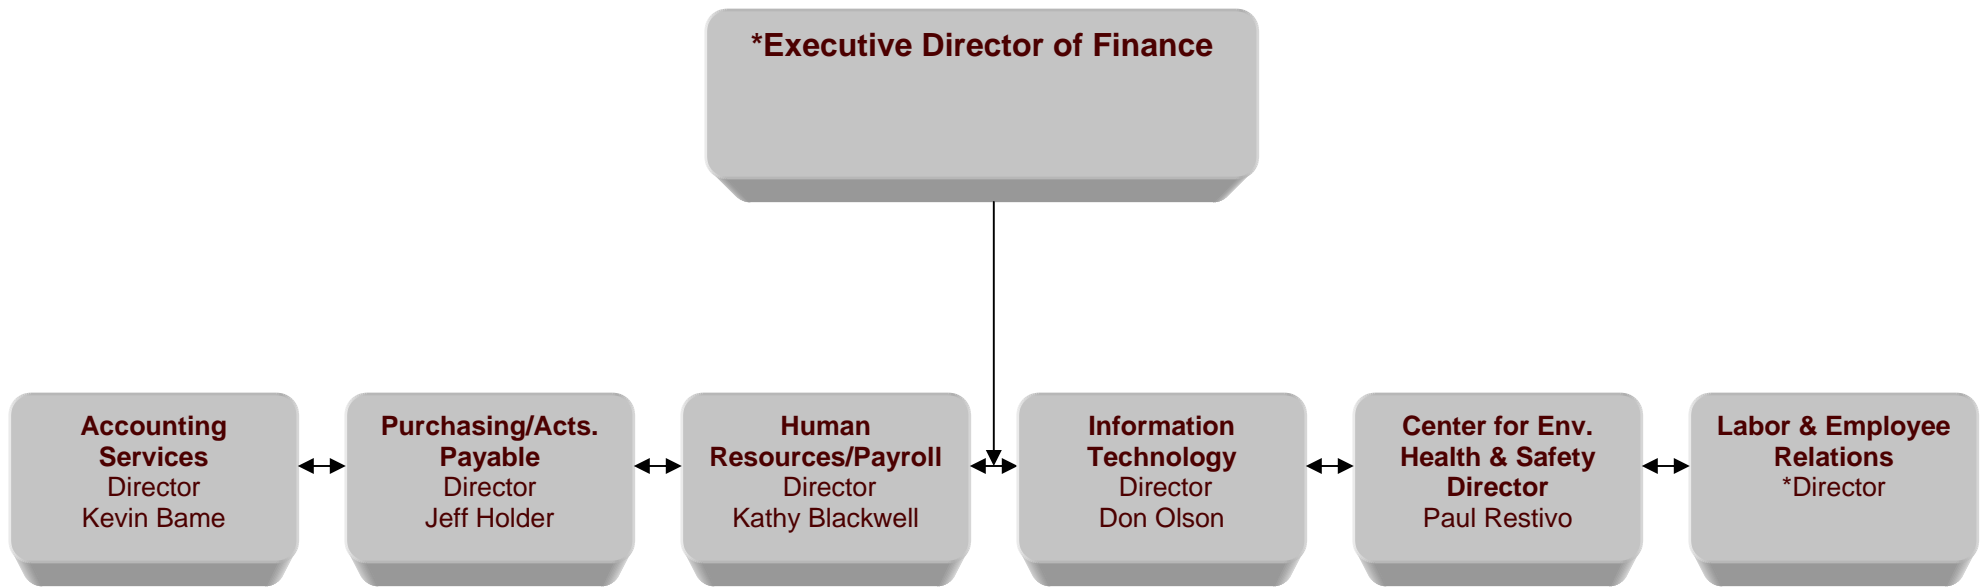 *Executive Director of Finance
Accounting
Services
Director
Kevin Bame
Purchasing/Acts.
Payable
Director
Jeff Holder
Human
Resources/Payroll
Director
Kathy Blackwell
Information
Technology
Director
Don Olson
Center for Env.
Health & Safety
Director
Paul Restivo
Labor & Employee
Relations
*Director